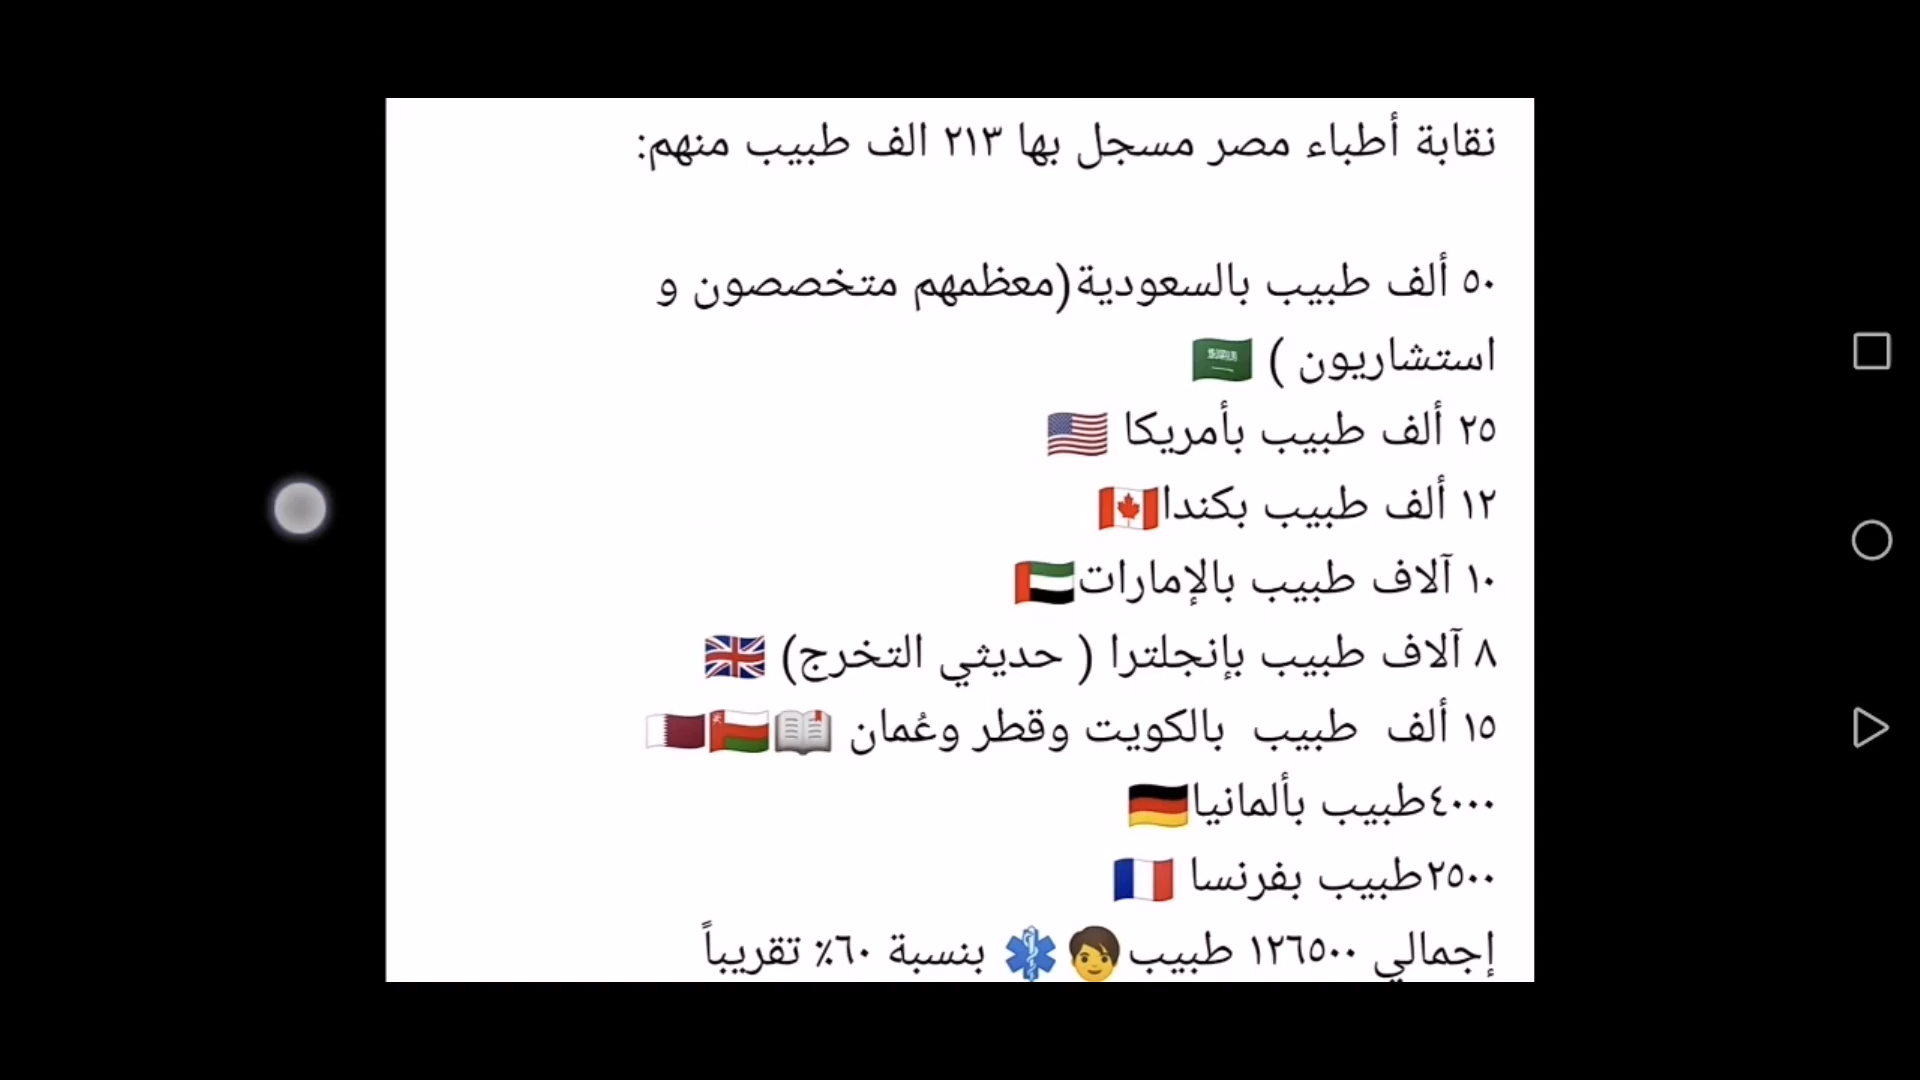 نقابة أطباء مصر مسجل بها ٢١٣ الف طبيب منهم:
٥٠ ألف طبيب بالسعودية(معظمهم متخصصون و
استشاريون ) 🇸🇦
٢٥ ألف طبيب بأمريكا 🇺🇸
١٢ ألف طبيب بكندا🇨🇦
١٠ آلاف طبيب بالإمارات🇦🇪
٨ آلاف طبيب بإنجلترا ( حديثي التخرج) 🇬🇧
١٥ ألف  طبيب  بالكويت وقطر وعُمان 📖🇴🇲🇶🇦
٤٠٠٠طبيب بألمانيا🇩🇪
٢٥٠٠طبيب بفرنسا 🇫🇷
إجمالي ١٢٦٥٠٠ طبيب🧑⚕️ بنسبة ٦٠٪ تقريباً